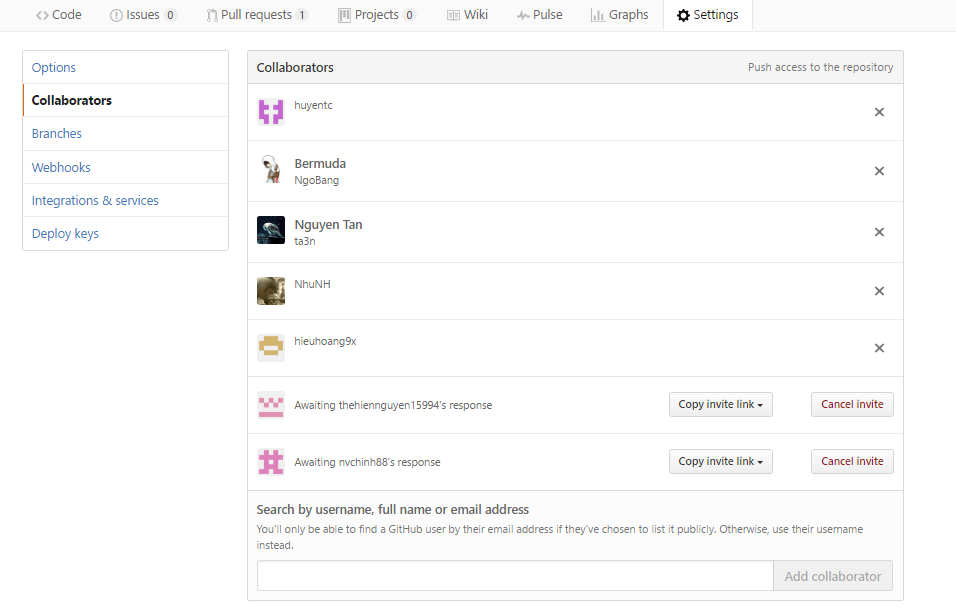 Code Issues 0 Pull requests 1 Projects 0 Wiki Pulse Graphs Settings
Options
Collaborators
Branches
Webhooks
Integrations & services
Deploy keys
Collaborators Push access to the repository
huyentc
Bermuda
NgoBang
Nguyen Tan
ta3n
NhuNH
hieuhoang9x
Awaiting thehiennguyen15994's response Copy invite link Cancel invite
Awaiting nvchinh88's response Copy invite link Cancel invite
Search by username, full name or email address
You'll only be able to find a GitHub user by their email address if they've chosen to list it publicly. Otherwise, use their username
instead.
Add collaborator